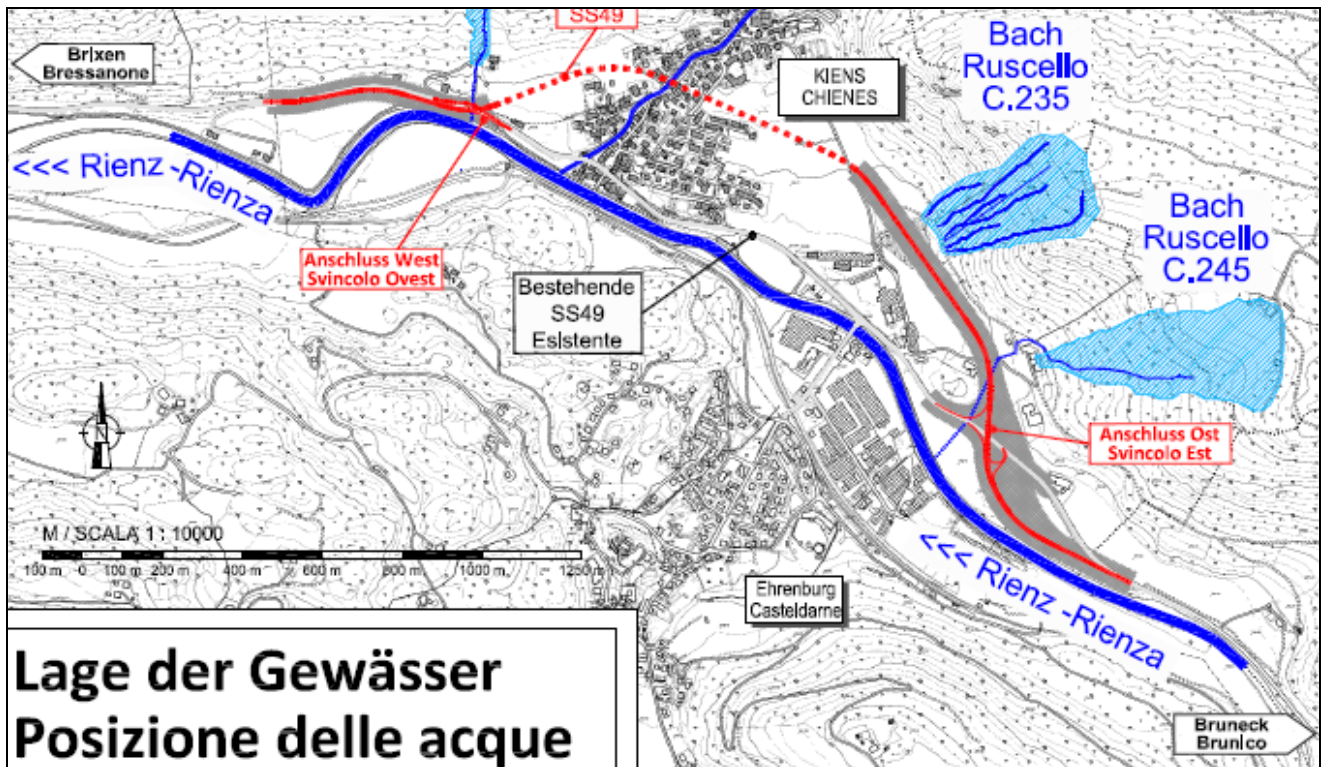 SS49
Brixen
Bressanone
KIENS
CHIENES
Bach
Ruscello
C.235
<<< Rienz -Rienza
Bach
Ruscello
C.245
Anschluss West
Svincolo Ovest
Bestehende
SS49
Esistente
Anschluss Ost
Svincolo Est
N
M / SCALA 1 : 10000
100 m 0 100 m 200 m 400 m 600 m 800 m 1000 m 1250 m
<<< Rienz -Rienza
Ehrenburg
Casteldarne
Lage der Gewässer
Posizione delle acque
Bruneck
Brunico